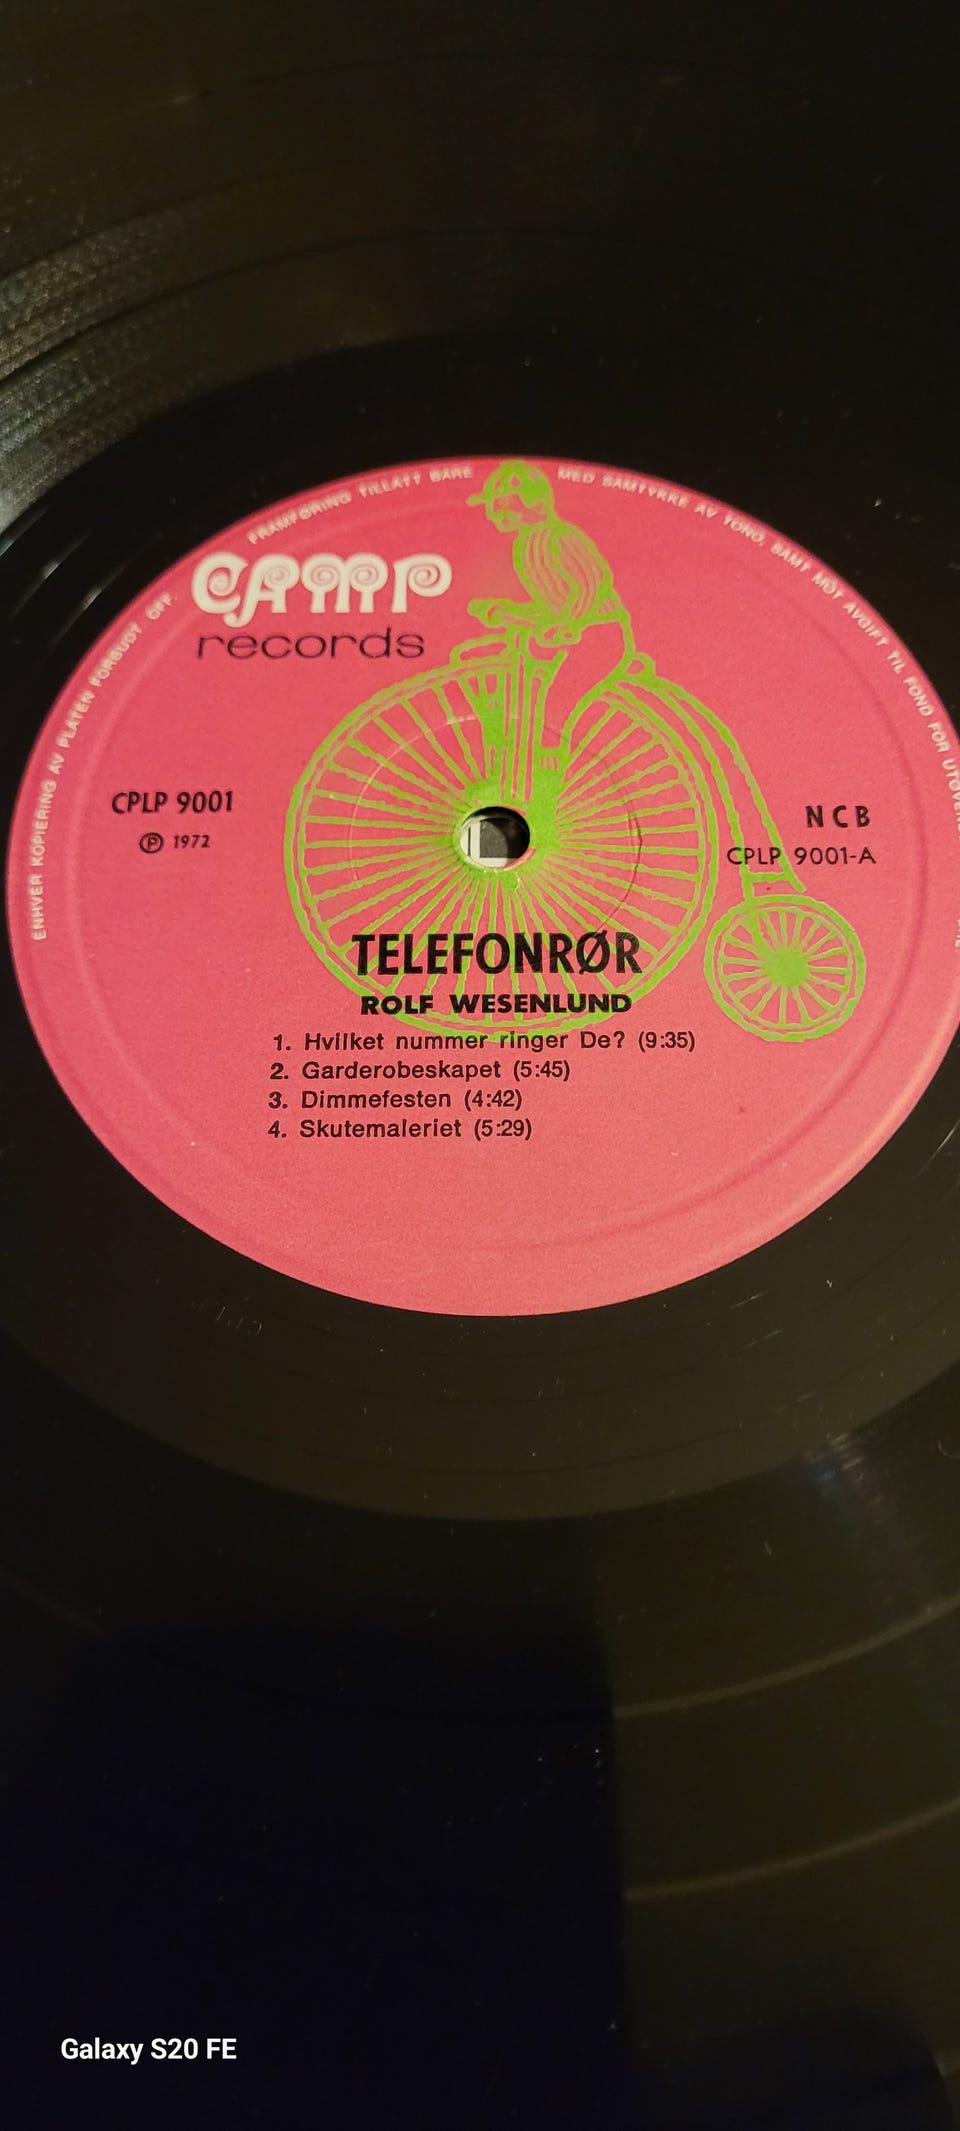 ENHVER KOPIERING AV PLATEN FORBUDT. OFF. FRAMFØRING TILLATT BARE MED SAMTYKKE AV TONO, SAMT MOT AVGIFT TIL FOND FOR
CAMP
records
CPLP 9001
Ⓟ 1972
NCB
CPLP 9001-A
TELEFONRØR
ROLF WESENLUND
1. Hvilket nummer ringer De? (9:35)
2. Garderobeskapet (5:45)
3. Dimmefesten (4:42)
4. Skutemaleriet (5:29)
Galaxy S20 FE